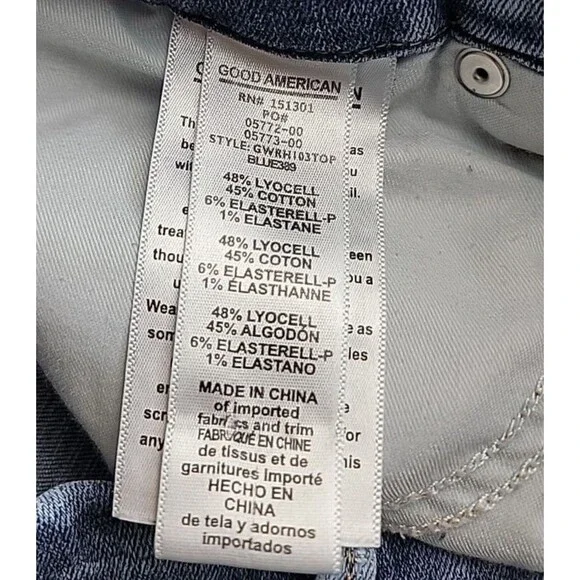 GOOD AMERICAN
RN# 151301
PO#
05772-00
05773-00
STYLE: GWRH103TOP
BLUE389
48% LYOCELL
45% COTTON
6% ELASTERELL-P
1% ELASTANE
48% LYOCELL
45% COTON
6% ELASTERELL-P
1% ÉLASTHANNE
48% LYOCELL
45% ALGODÓN
6% ELASTERELL-P
1% ELASTANO
MADE IN CHINA
of imported
fabrics and trim
FABRIQUÉ EN CHINE
de tissus et de
garnitures importé
HECHO EN
CHINA
de tela y adornos
importados